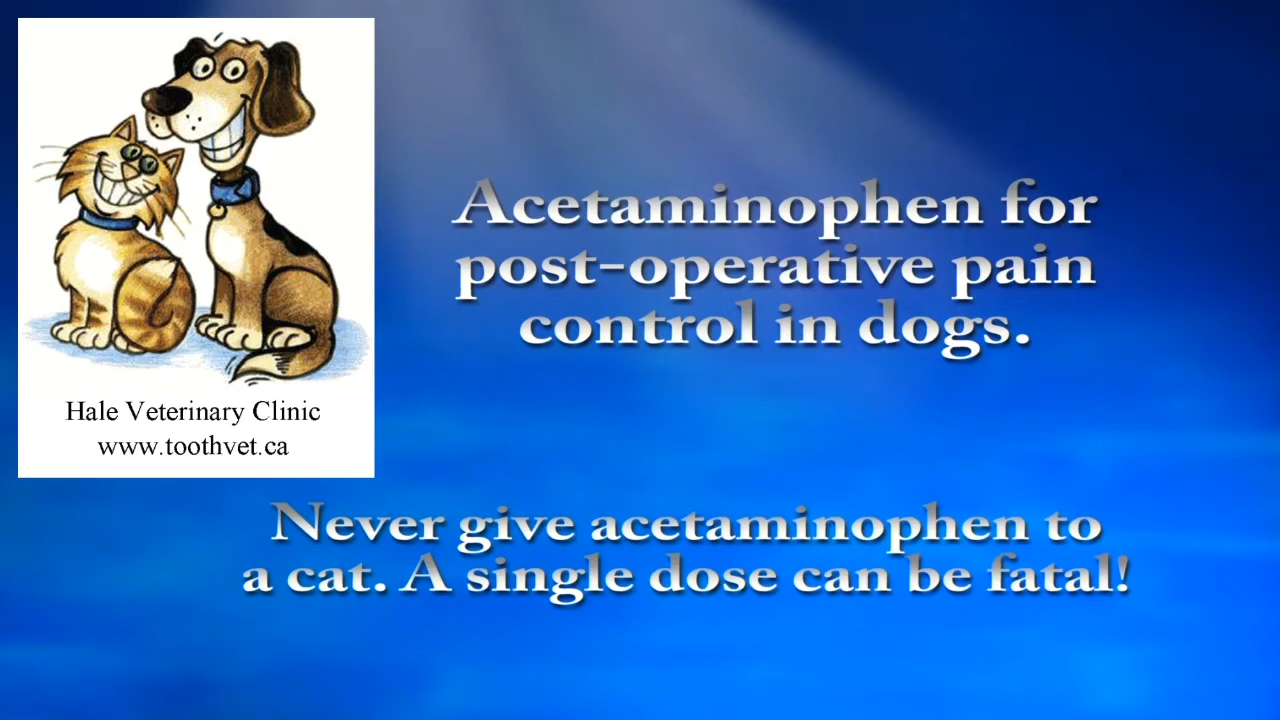 Hale Veterinary Clinic
www.toothvet.ca
Acetaminophen for
post-operative pain
control in dogs.
Never give acetaminophen to
a cat. A single dose can be fatal!